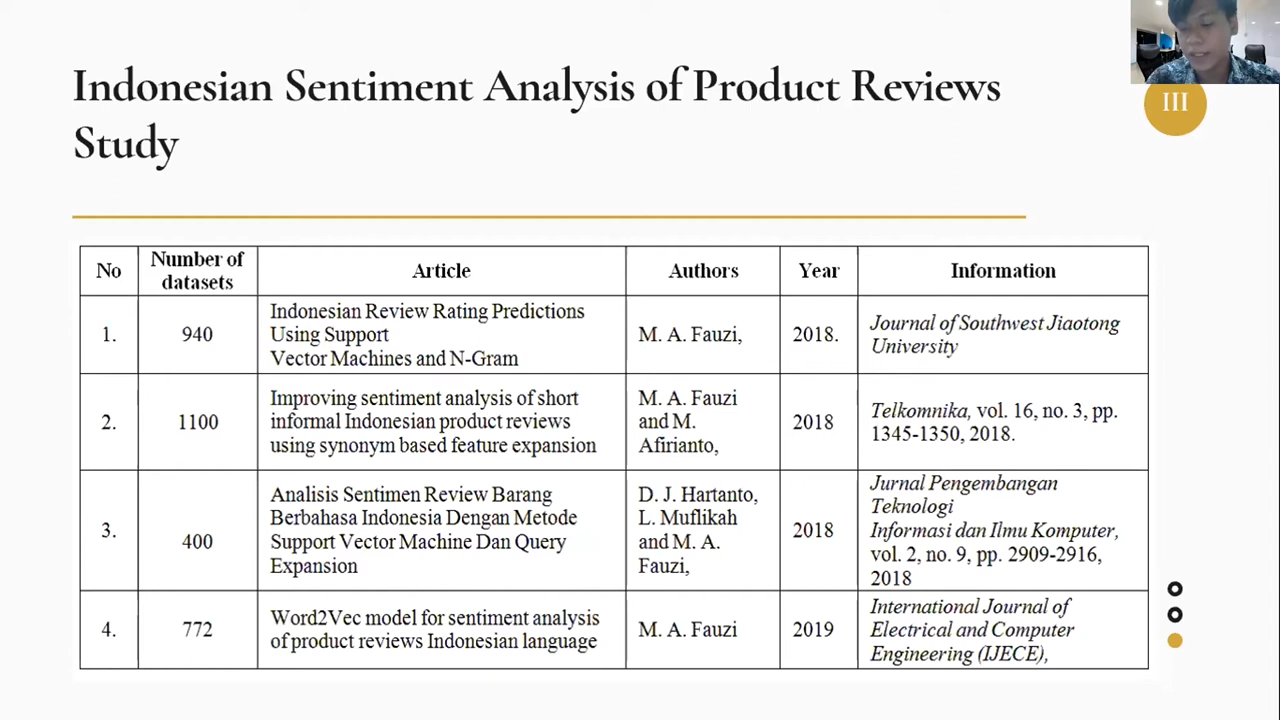 Indonesian Sentiment Analysis of Product Reviews
Study
III
No
Number of
datasets
Article
Authors
Year
Information
1.
940
Indonesian Review Rating Predictions
Using Support
Vector Machines and N-Gram
M. A. Fauzi,
2018.
Journal of Southwest Jiaotong
University
2.
1100
Improving sentiment analysis of short
informal Indonesian product reviews
using synonym based feature expansion
M. A. Fauzi
and M.
Afirianto,
2018
Telkomnika, vol. 16, no. 3, pp.
1345-1350, 2018.
3.
400
Analisis Sentimen Review Barang
Berbahasa Indonesia Dengan Metode
Support Vector Machine Dan Query
Expansion
D. J. Hartanto,
L. Muflikah
and M. A.
Fauzi,
2018
Jurnal Pengembangan
Teknologi
Informasi dan Ilmu Komputer,
vol. 2, no. 9, pp. 2909-2916,
2018
4.
772
Word2Vec model for sentiment analysis
of product reviews Indonesian language
M. A. Fauzi
2019
International Journal of
Electrical and Computer
Engineering (IJECE),